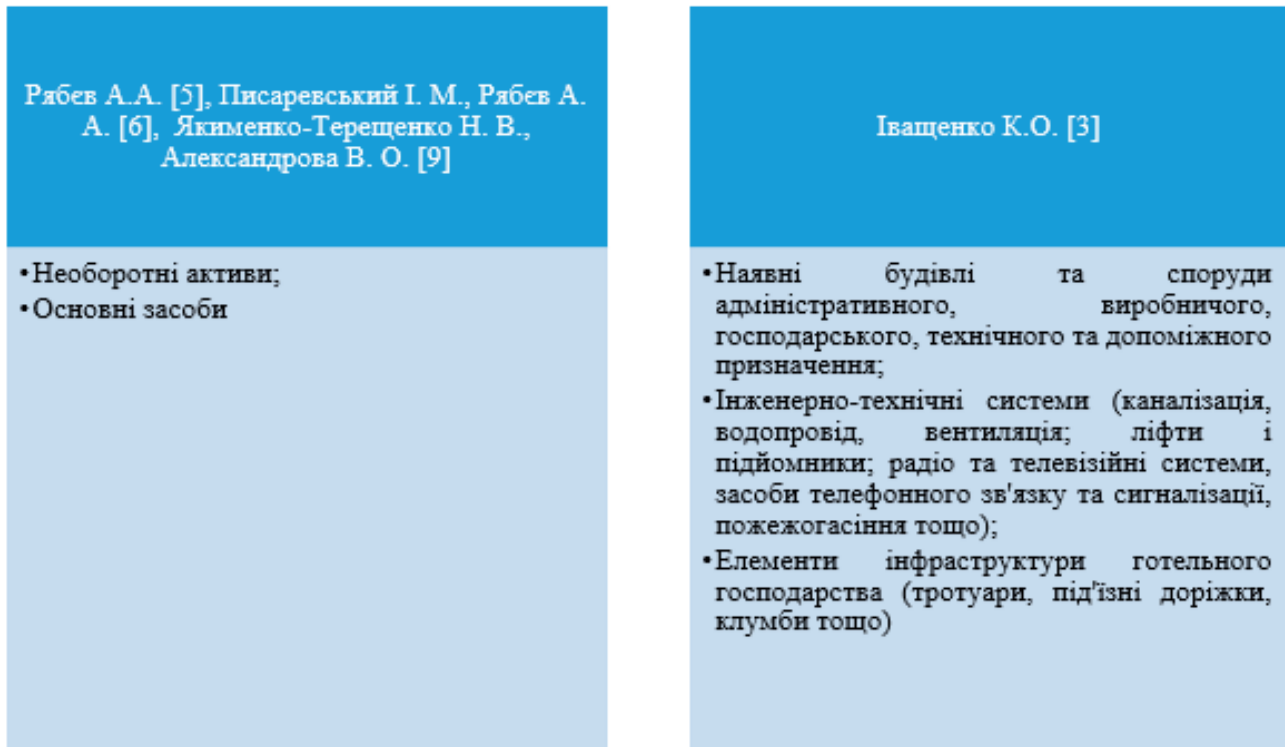 Рябєв А.А. [5], Писаревський І. М., Рябєв А.
А. [6], Якименко-Терещенко Н. В.,
Александрова В. О. [9]
•Необоротні активи;
•Основні засоби
Іващенко К.О. [3]
•Наявні будівлі та споруди
адміністративного, виробничого,
господарського, технічного та допоміжного
призначення;
•Інженерно-технічні системи (каналізація,
водопровід, вентиляція; ліфти і
підйомники; радіо та телевізійні системи,
засоби телефонного зв'язку та сигналізації,
пожежогасіння тощо);
•Елементи інфраструктури готельного
господарства (тротуари, під'їзні доріжки,
клумби тощо)